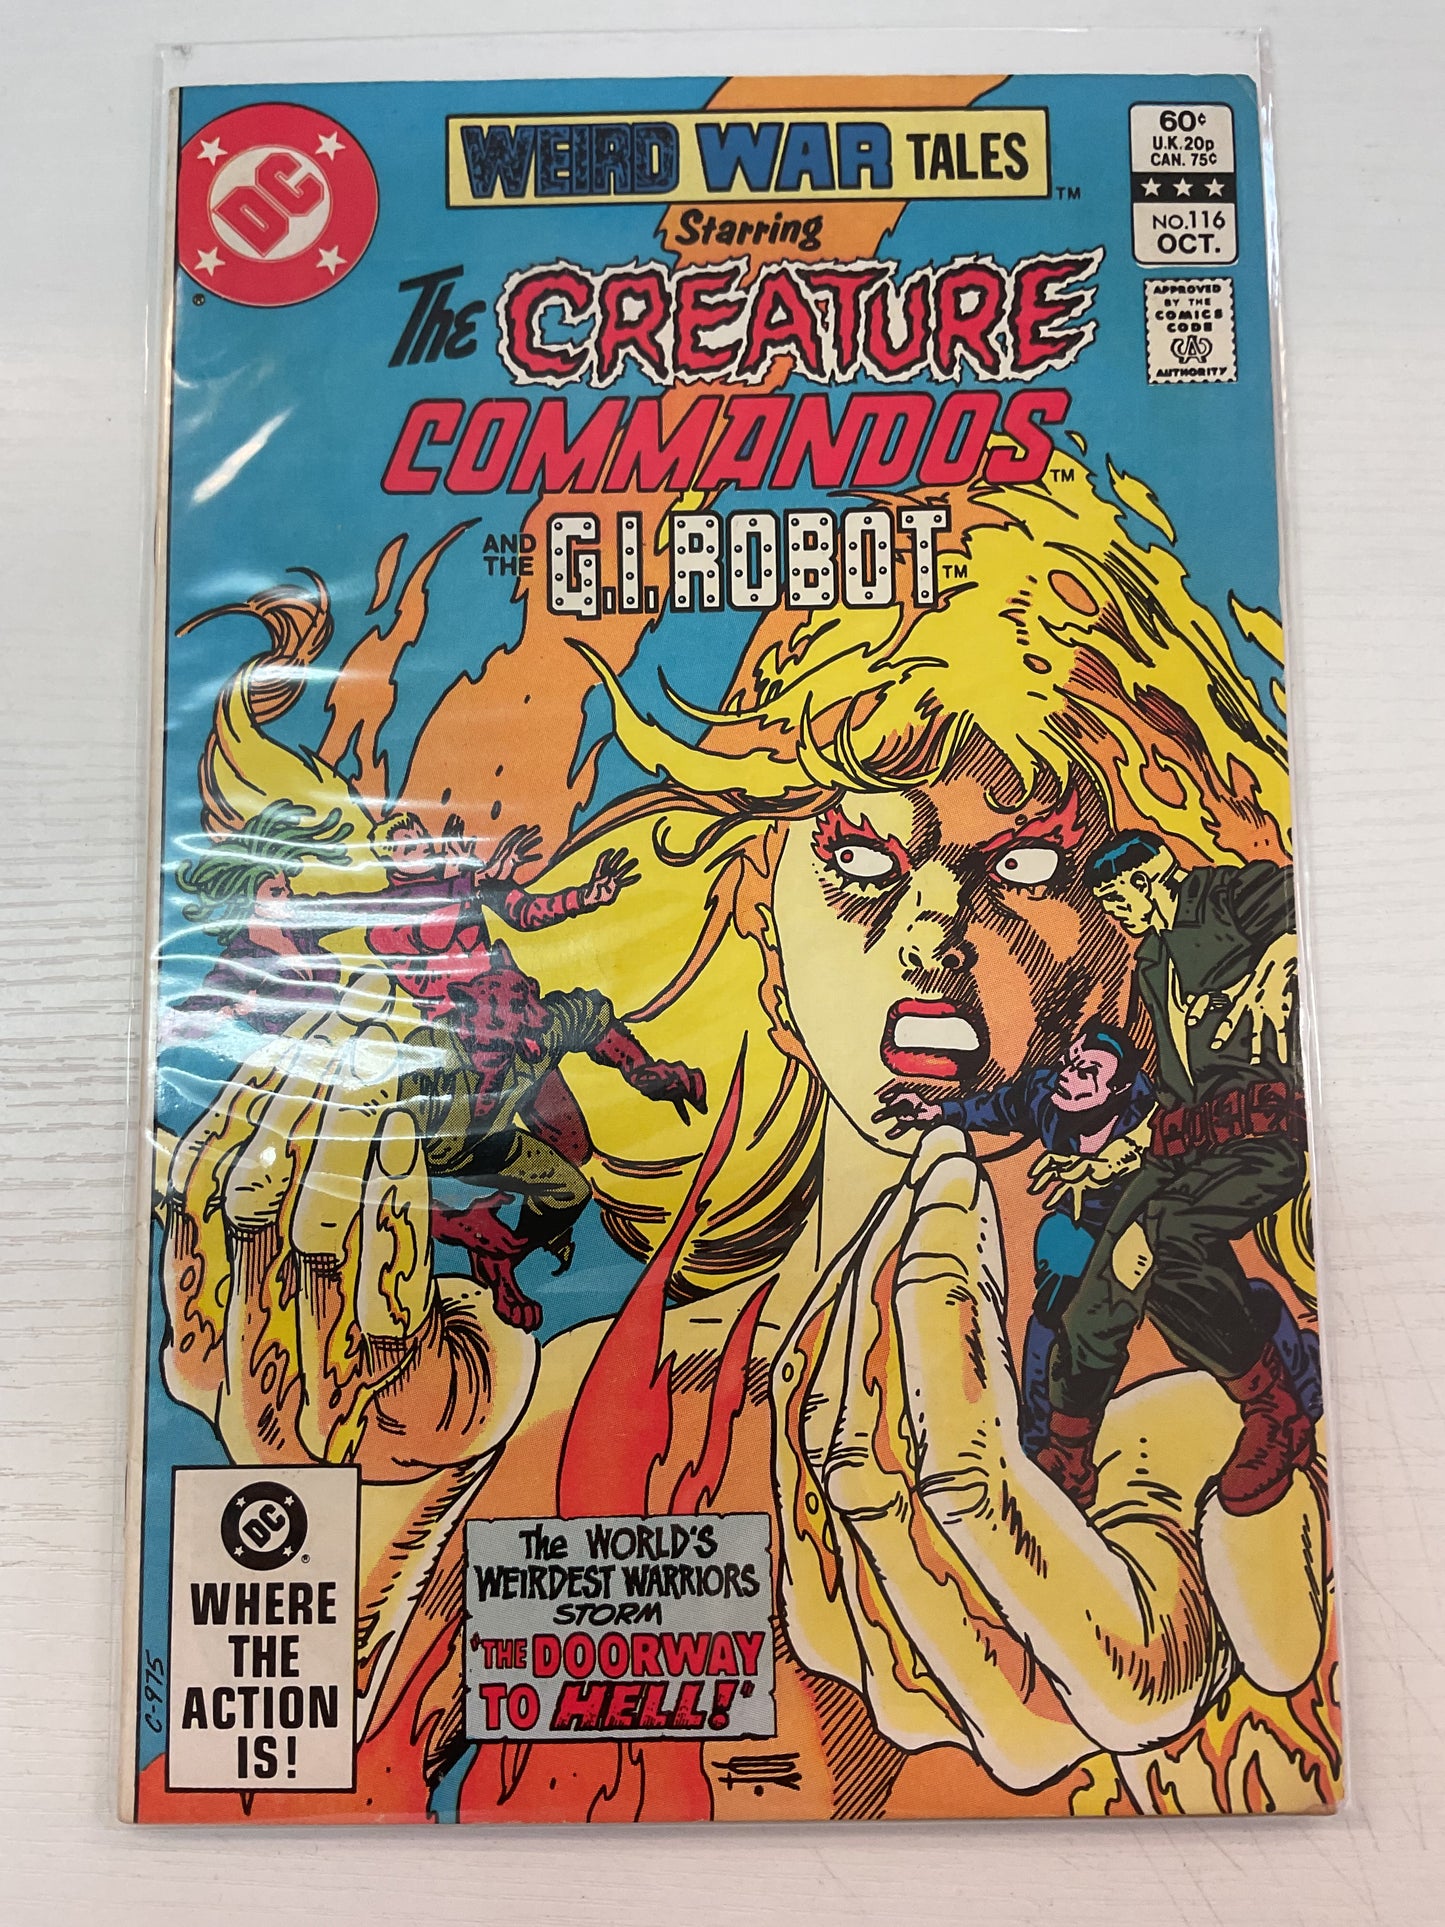 DC
®
WEIRD WAR TALES ™
Starring
The CREATURE
COMMANDOS ™
AND THE G.I. ROBOT ™
60¢
U.K. 20p
CAN. 75¢
NO. 116
OCT.
APPROVED
BY THE
COMICS
CODE
CA
AUTHORITY
The WORLD'S
WEIRDEST WARRIORS
STORM
"THE DOORWAY
TO HELL!"
DC
®
WHERE
THE
ACTION
IS!
C-975